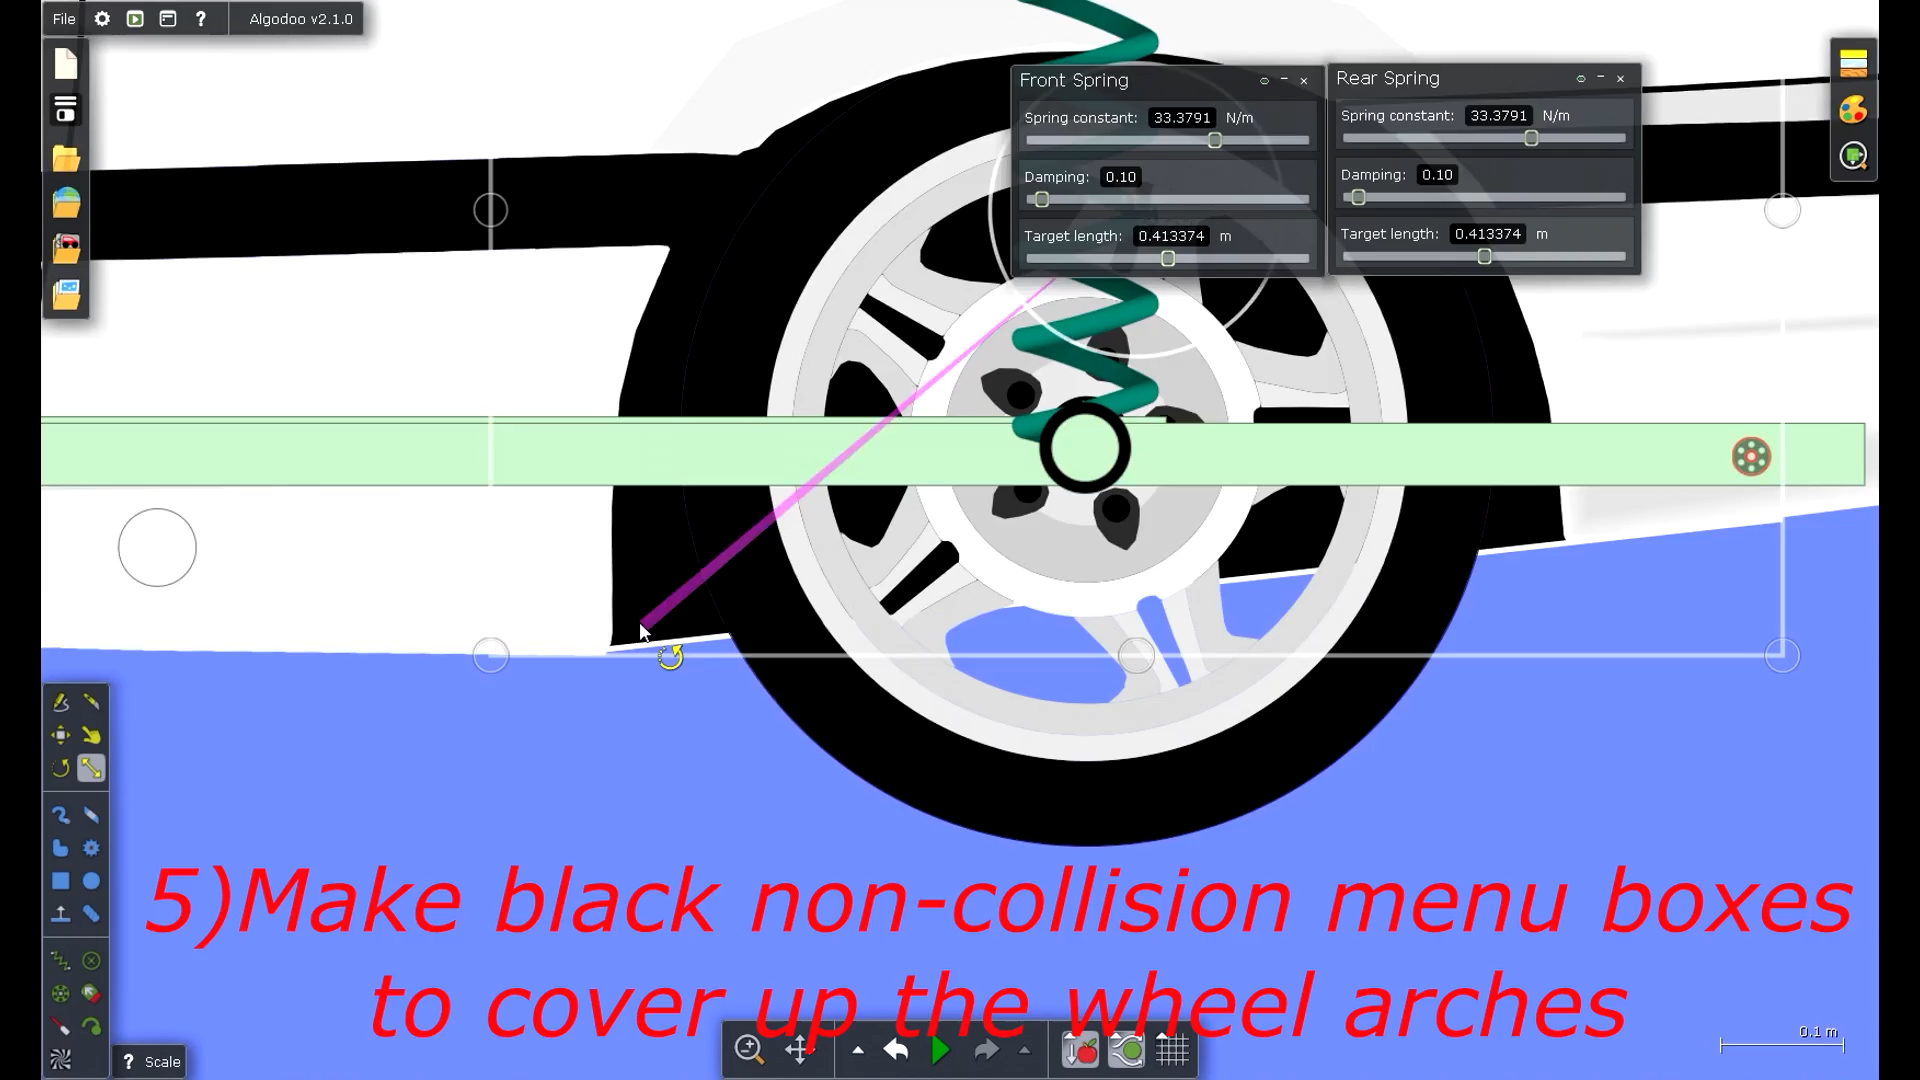 File ? Algodoo v2.1.0
Front Spring
Spring constant: 33.3791 N/m
Damping: 0.10
Target length: 0.413374 m
Rear Spring
Spring constant: 33.3791 N/m
Damping: 0.10
Target length: 0.413374 m
5)Make black non-collision menu boxes
to cover up the wheel arches
? Scale
0.1 m